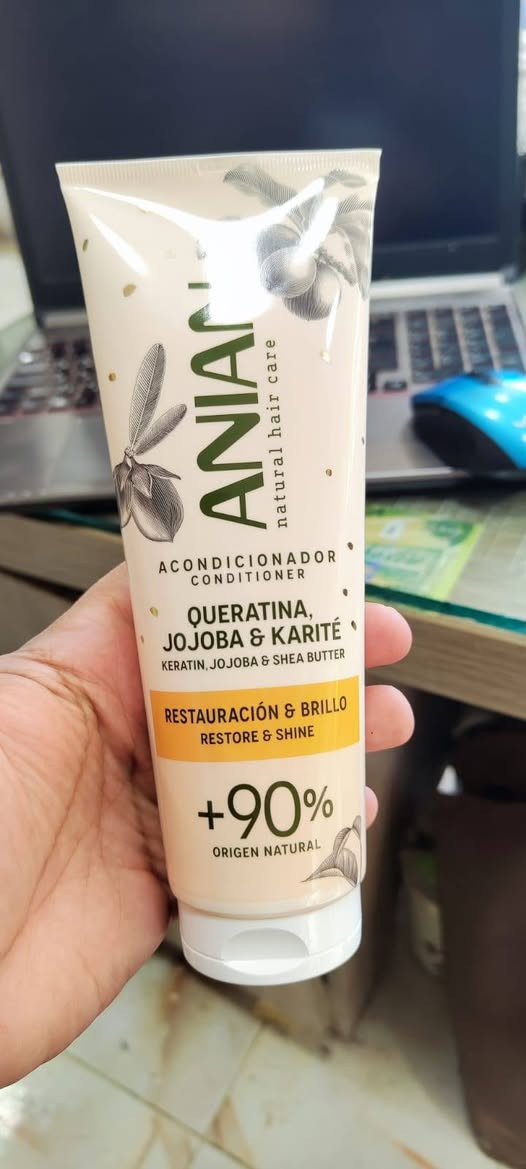 ANIAN
natural hair care
ACONDICIONADOR
CONDITIONER
QUERATINA,
JOJOBA & KARITÉ
KERATIN, JOJOBA & SHEA BUTTER
RESTAURACIÓN & BRILLO
RESTORE & SHINE
+90%
ORIGEN NATURAL